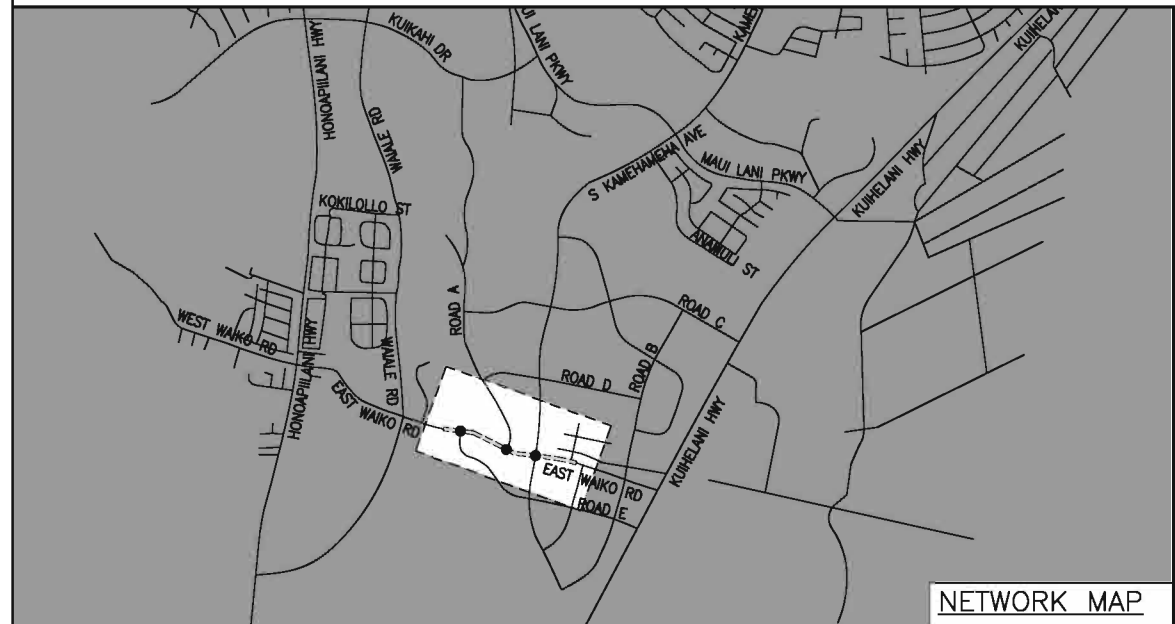 HONOAPIILANI HWY
KUIKAHI DR
UI LANI PKWY
KAME
KUIHELANI
WAIALE RD
S KAMEHAMEHA AVE
MAUI LANI PKWY
KUIHELANI HWY
KOKILOLLO ST
ANAMULI ST
ROAD A
ROAD C
WEST WAIKO RD
HONOAPIILANI HWY
WAIALE RD
ROAD B
ROAD D
EAST WAIKO RD
KUIHELANI HWY
EAST WAIKO RD
ROAD E
NETWORK MAP